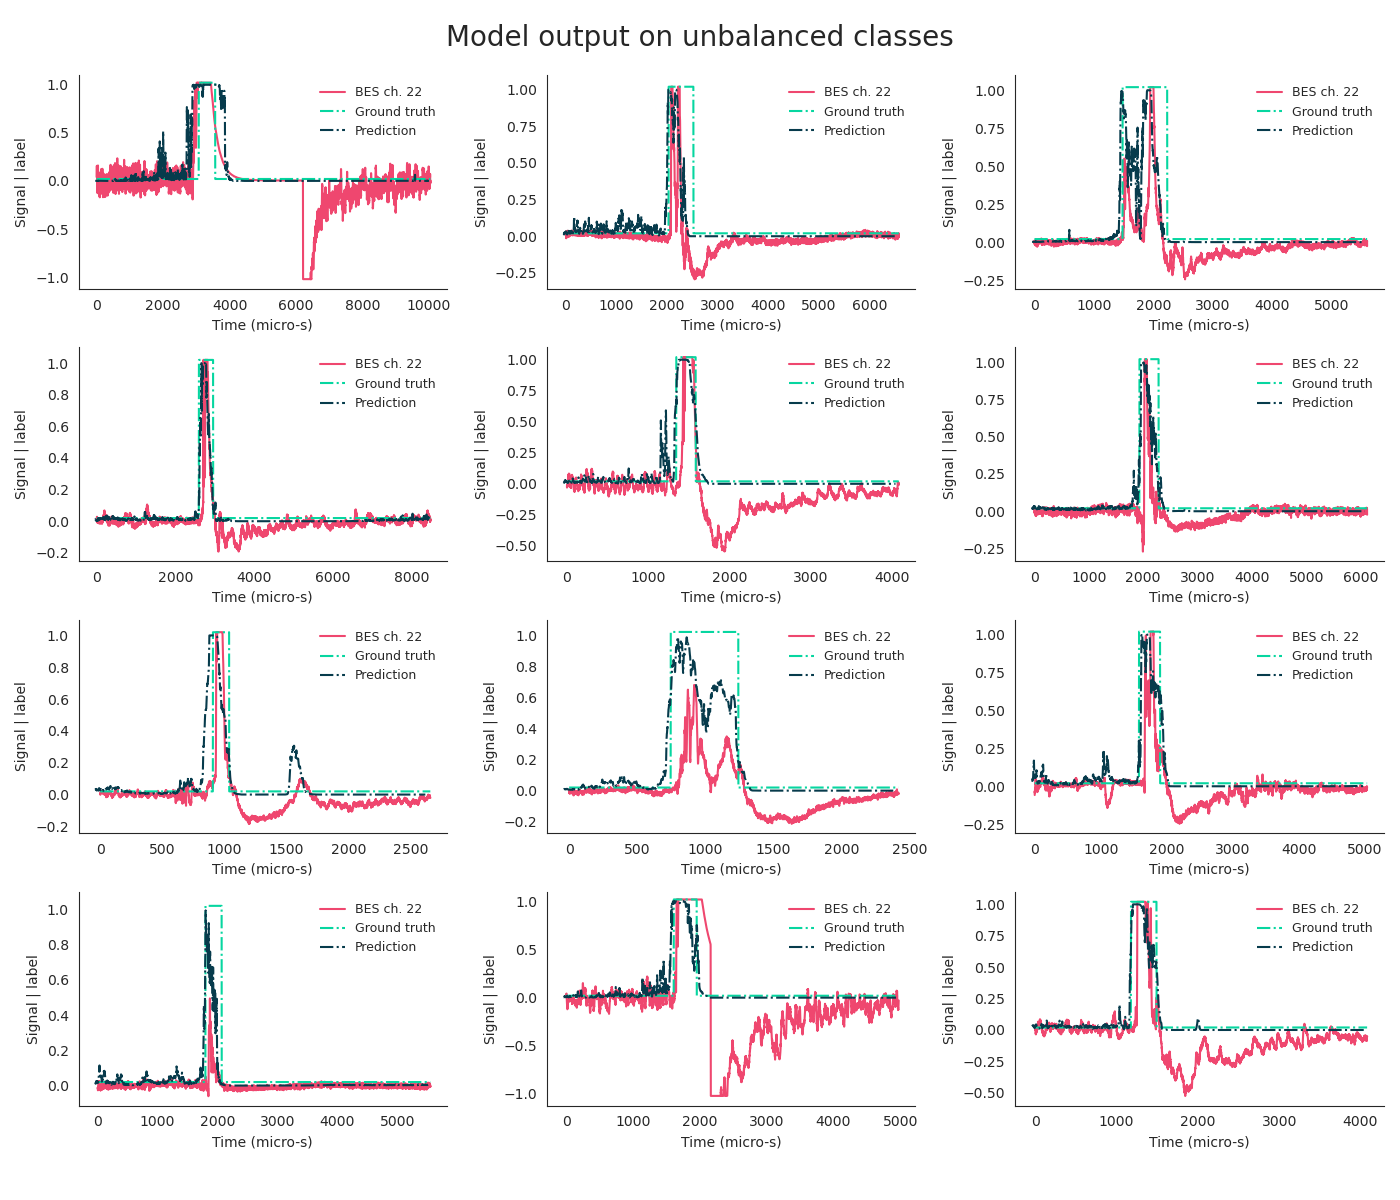 Model output on unbalanced classes
1.0
0.5
0.0
−0.5
−1.0
Signal | label
BES ch. 22
Ground truth
Prediction
0 2000 4000 6000 8000 10000
Time (micro-s)
1.00
0.75
0.50
0.25
0.00
−0.25
Signal | label
BES ch. 22
Ground truth
Prediction
0 1000 2000 3000 4000 5000 6000
Time (micro-s)
1.00
0.75
0.50
0.25
0.00
−0.25
Signal | label
BES ch. 22
Ground truth
Prediction
0 1000 2000 3000 4000 5000
Time (micro-s)
1.0
0.8
0.6
0.4
0.2
0.0
−0.2
Signal | label
BES ch. 22
Ground truth
Prediction
0 2000 4000 6000 8000
Time (micro-s)
1.00
0.75
0.50
0.25
0.00
−0.25
−0.50
Signal | label
BES ch. 22
Ground truth
Prediction
0 1000 2000 3000 4000
Time (micro-s)
1.00
0.75
0.50
0.25
0.00
−0.25
Signal | label
BES ch. 22
Ground truth
Prediction
0 1000 2000 3000 4000 5000 6000
Time (micro-s)
1.0
0.8
0.6
0.4
0.2
0.0
−0.2
Signal | label
BES ch. 22
Ground truth
Prediction
0 500 1000 1500 2000 2500
Time (micro-s)
1.0
0.8
0.6
0.4
0.2
0.0
−0.2
Signal | label
BES ch. 22
Ground truth
Prediction
0 500 1000 1500 2000 2500
Time (micro-s)
1.00
0.75
0.50
0.25
0.00
−0.25
Signal | label
BES ch. 22
Ground truth
Prediction
0 1000 2000 3000 4000 5000
Time (micro-s)
1.0
0.8
0.6
0.4
0.2
0.0
Signal | label
BES ch. 22
Ground truth
Prediction
0 1000 2000 3000 4000 5000
Time (micro-s)
1.0
0.5
0.0
−0.5
−1.0
Signal | label
BES ch. 22
Ground truth
Prediction
0 1000 2000 3000 4000 5000
Time (micro-s)
1.00
0.75
0.50
0.25
0.00
−0.25
−0.50
Signal | label
BES ch. 22
Ground truth
Prediction
0 1000 2000 3000 4000
Time (micro-s)